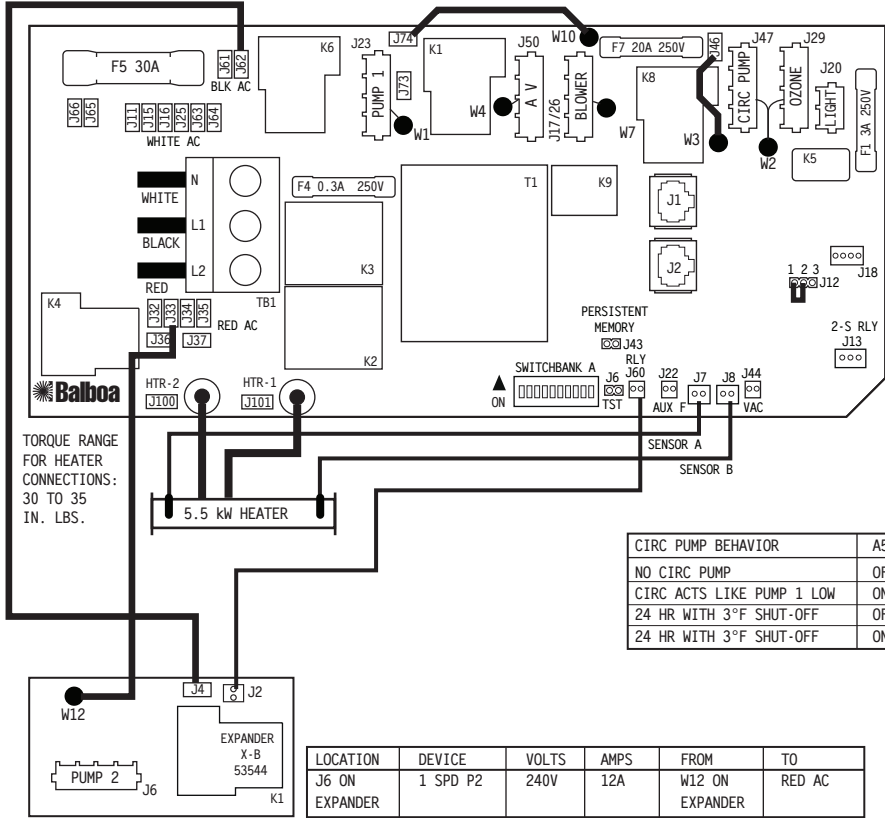 J74
W10
J23
K6
K1
J50
F7 20A 250V
J46
J47
J29
F5 30A
J61
J62
BLK AC
PUMP 1
J73
A V
BLOWER
K8
CIRC PUMP
OZONE
J20
LIGHT
F1 3A 250V
J66
J65
J11
J15
J16
J25
J63
J64
WHITE AC
W1
W4
J17/26
W7
W3
W2
K5
N
WHITE
F4 0.3A 250V
T1
K9
J1
L1
BLACK
L2
RED
TB1
K3
J2
1 2 3
J12
J18
K4
J32
J33
J34
J35
RED AC
J36
J37
K2
PERSISTENT
MEMORY
J43
2-S RLY
J13
Balboa
HTR-2
J100
HTR-1
J101
ON
SWITCHBANK A
J6
TST
RLY
J60
J22
AUX F
J7
J8
J44
VAC
SENSOR A
SENSOR B
TORQUE RANGE
FOR HEATER
CONNECTIONS:
30 TO 35
IN. LBS.
5.5 kW HEATER
CIRC PUMP BEHAVIOR
NO CIRC PUMP
CIRC ACTS LIKE PUMP 1 LOW
24 HR WITH 3°F SHUT-OFF
24 HR WITH 3°F SHUT-OFF
W12
J4
J2
EXPANDER
X-B
53544
PUMP 2
J6
K1
LOCATION DEVICE VOLTS AMPS FROM TO
J6 ON 1 SPD P2 240V 12A W12 ON RED AC
EXPANDER EXPANDER